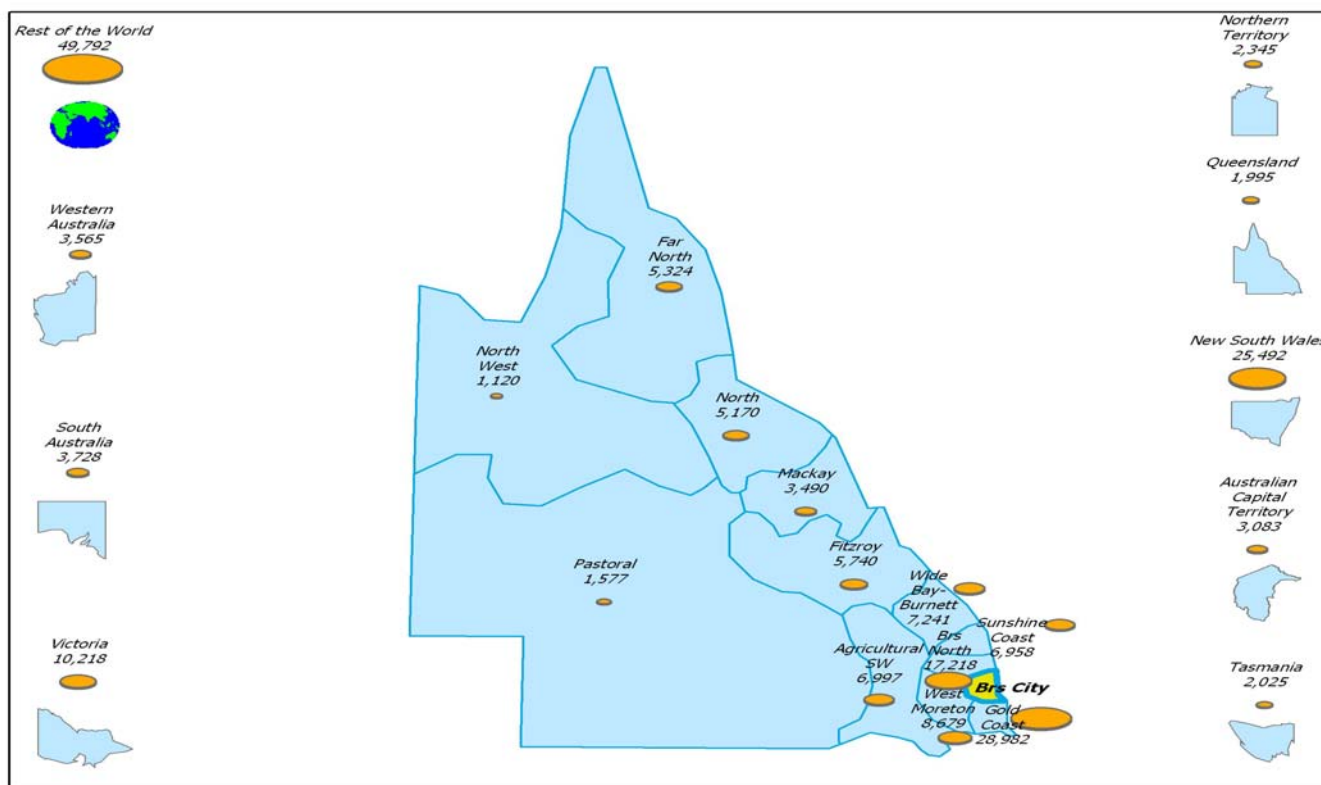 Rest of the World
49,792
Western
Australia
3,565
South
Australia
3,728
Victoria
10,218
Far
North
5,324
North
West
1,120
North
5,170
Mackay
3,490
Fitzroy
5,740
Pastoral
1,577
Wide
Bay-
Burnett
7,241
Sunshine
Coast
6,958
Agricultural
SW
6,997
Brs
North
17,218
Brs City
West
Moreton
8,679
Gold
Coast
28,982
Northern
Territory
2,345
Queensland
1,995
New South Wales
25,492
Australian
Capital
Territory
3,083
Tasmania
2,025